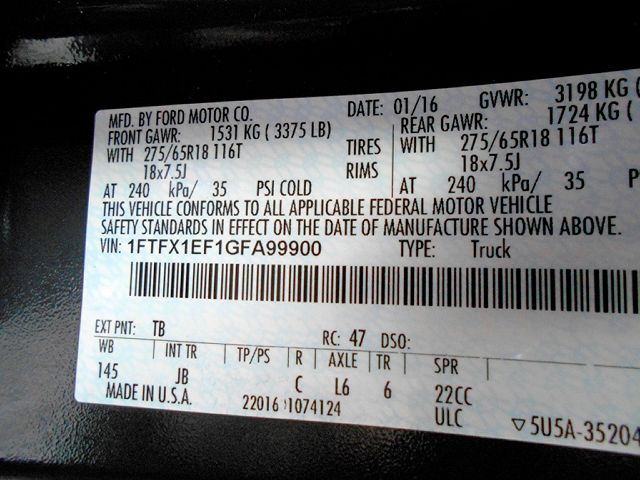 MFD. BY FORD MOTOR CO.
DATE: 01/16 GVWR: 3198 KG (
FRONT GAWR: 1531 KG ( 3375 LB)
REAR GAWR: 1724 KG (
WITH 275/65R18 116T TIRES WITH 275/65R18 116T
18x7.5J RIMS 18x7.5J
AT 240 kPa/ 35 PSI COLD AT 240 kPa/ 35
THIS VEHICLE CONFORMS TO ALL APPLICABLE FEDERAL MOTOR VEHICLE
SAFETY STANDARDS IN EFFECT ON THE DATE OF MANUFACTURE SHOWN ABOVE.
VIN: 1FTFX1EF1GFA99900 TYPE: Truck
EXT PNT: TB RC: 47 DSO:
WB INT TR TP/PS R AXLE TR SPR
145 JB C L6 6 22CC
MADE IN U.S.A. 22016 1074124 ULC ▽5U5A-35204